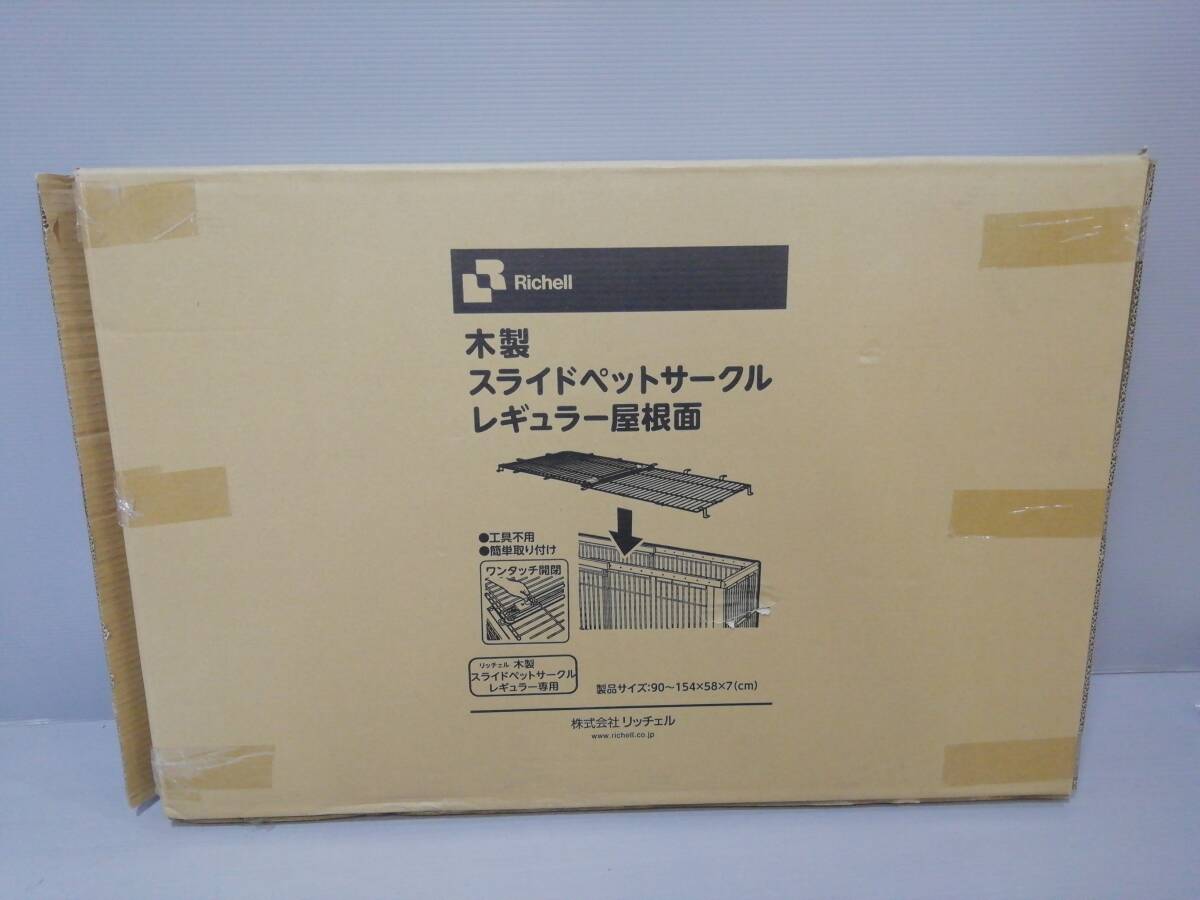 Richell
木製
スライドペットサークル
レギュラー屋根面
●工具不用
●簡単取り付け
ワンタッチ開閉
リッチェル 木製
スライドペットサークル
レギュラー専用
製品サイズ:90～154×58×7(cm)
株式会社 リッチェル
www.richell.co.jp